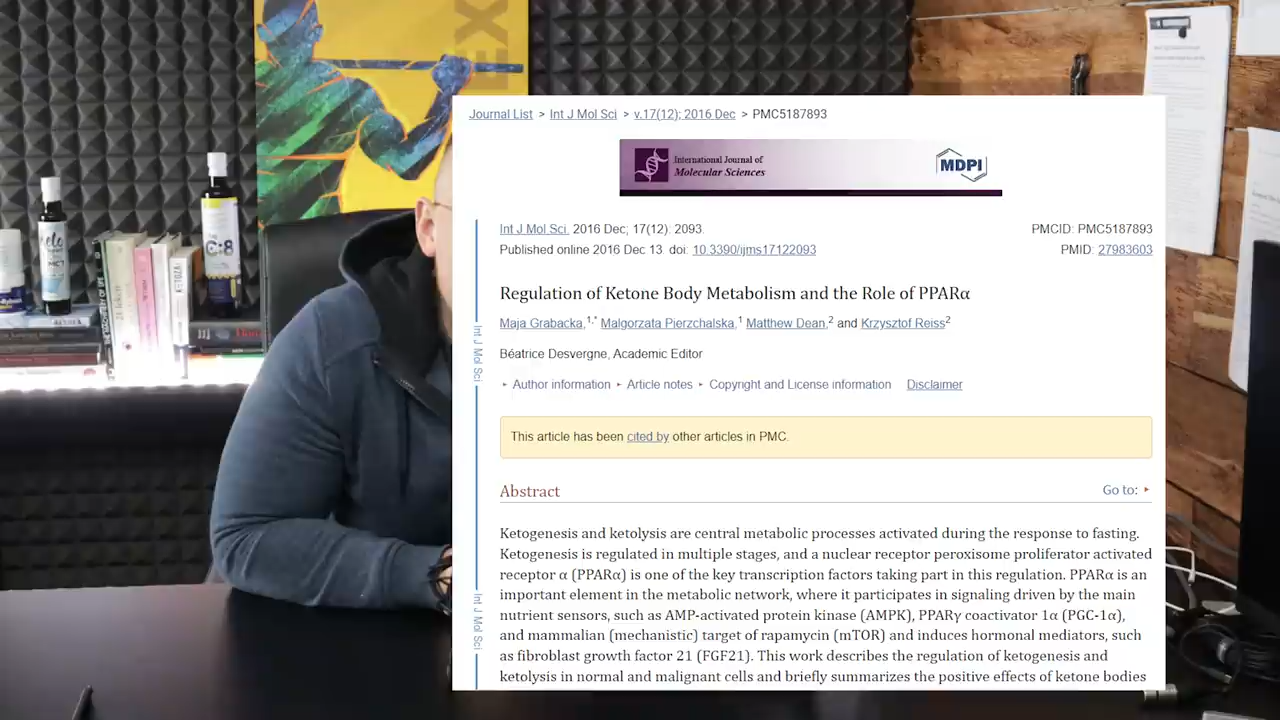 EX
C:8
MCT
KETOZA
Journal List > Int J Mol Sci > v.17(12); 2016 Dec > PMC5187893
International Journal of
Molecular Sciences
MDPI
Int J Mol Sci. 2016 Dec; 17(12): 2093.
PMCID: PMC5187893
Published online 2016 Dec 13. doi: 10.3390/ijms17122093
PMID: 27983603
Regulation of Ketone Body Metabolism and the Role of PPARα
Maja Grabacka,1,* Malgorzata Pierzchalska,1 Matthew Dean,2 and Krzysztof Reiss2
Béatrice Desvergne, Academic Editor
▸ Author information ▸ Article notes ▸ Copyright and License information Disclaimer
This article has been cited by other articles in PMC.
Abstract
Go to: ▸
Ketogenesis and ketolysis are central metabolic processes activated during the response to fasting.
Ketogenesis is regulated in multiple stages, and a nuclear receptor peroxisome proliferator activated
receptor α (PPARα) is one of the key transcription factors taking part in this regulation. PPARα is an
important element in the metabolic network, where it participates in signaling driven by the main
nutrient sensors, such as AMP-activated protein kinase (AMPK), PPARγ coactivator 1α (PGC-1α),
and mammalian (mechanistic) target of rapamycin (mTOR) and induces hormonal mediators, such
as fibroblast growth factor 21 (FGF21). This work describes the regulation of ketogenesis and
ketolysis in normal and malignant cells and briefly summarizes the positive effects of ketone bodies
Int J Mol Sci
Int J Mol Sci